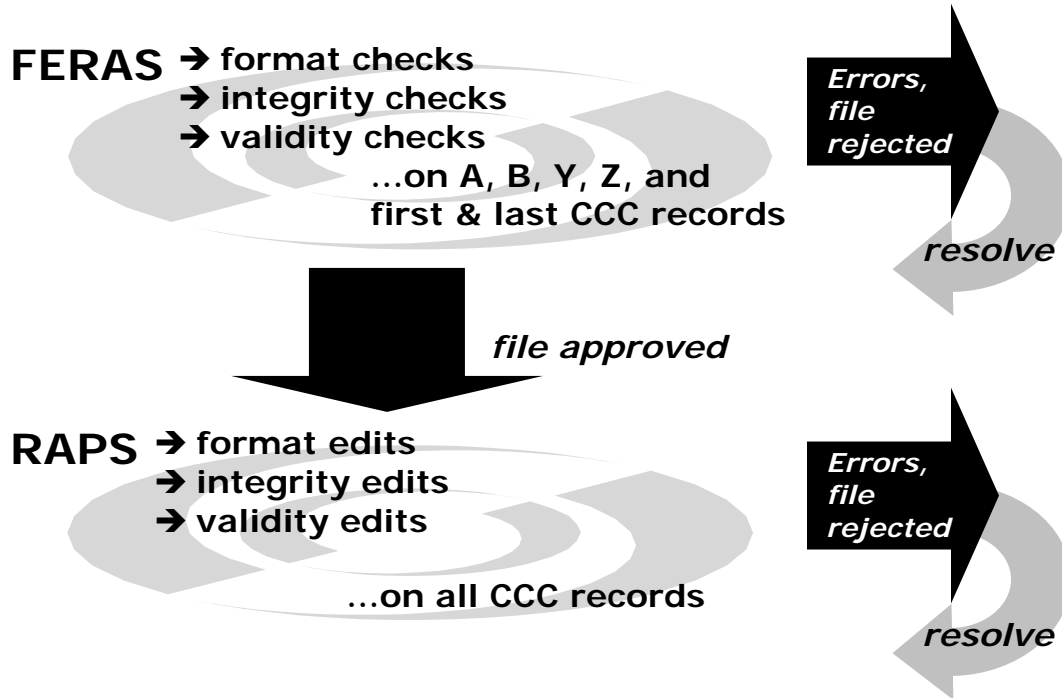 FERAS ➔ format checks
➔ integrity checks
➔ validity checks
...on A, B, Y, Z, and
first & last CCC records
Errors,
file
rejected
resolve
file approved
RAPS ➔ format edits
➔ integrity edits
➔ validity edits
...on all CCC records
Errors,
file
rejected
resolve